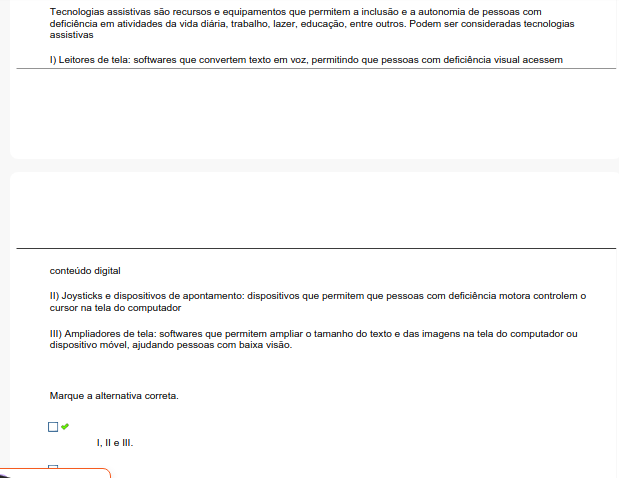 Tecnologias assistivas são recursos e equipamentos que permitem a inclusão e a autonomia de pessoas com
deficiência em atividades da vida diária, trabalho, lazer, educação, entre outros. Podem ser consideradas tecnologias
assistivas
I) Leitores de tela: softwares que convertem texto em voz, permitindo que pessoas com deficiência visual acessem
conteúdo digital
II) Joysticks e dispositivos de apontamento: dispositivos que permitem que pessoas com deficiência motora controlem o
cursor na tela do computador
III) Ampliadores de tela: softwares que permitem ampliar o tamanho do texto e das imagens na tela do computador ou
dispositivo móvel, ajudando pessoas com baixa visão.
Marque a alternativa correta.
I, II e III.